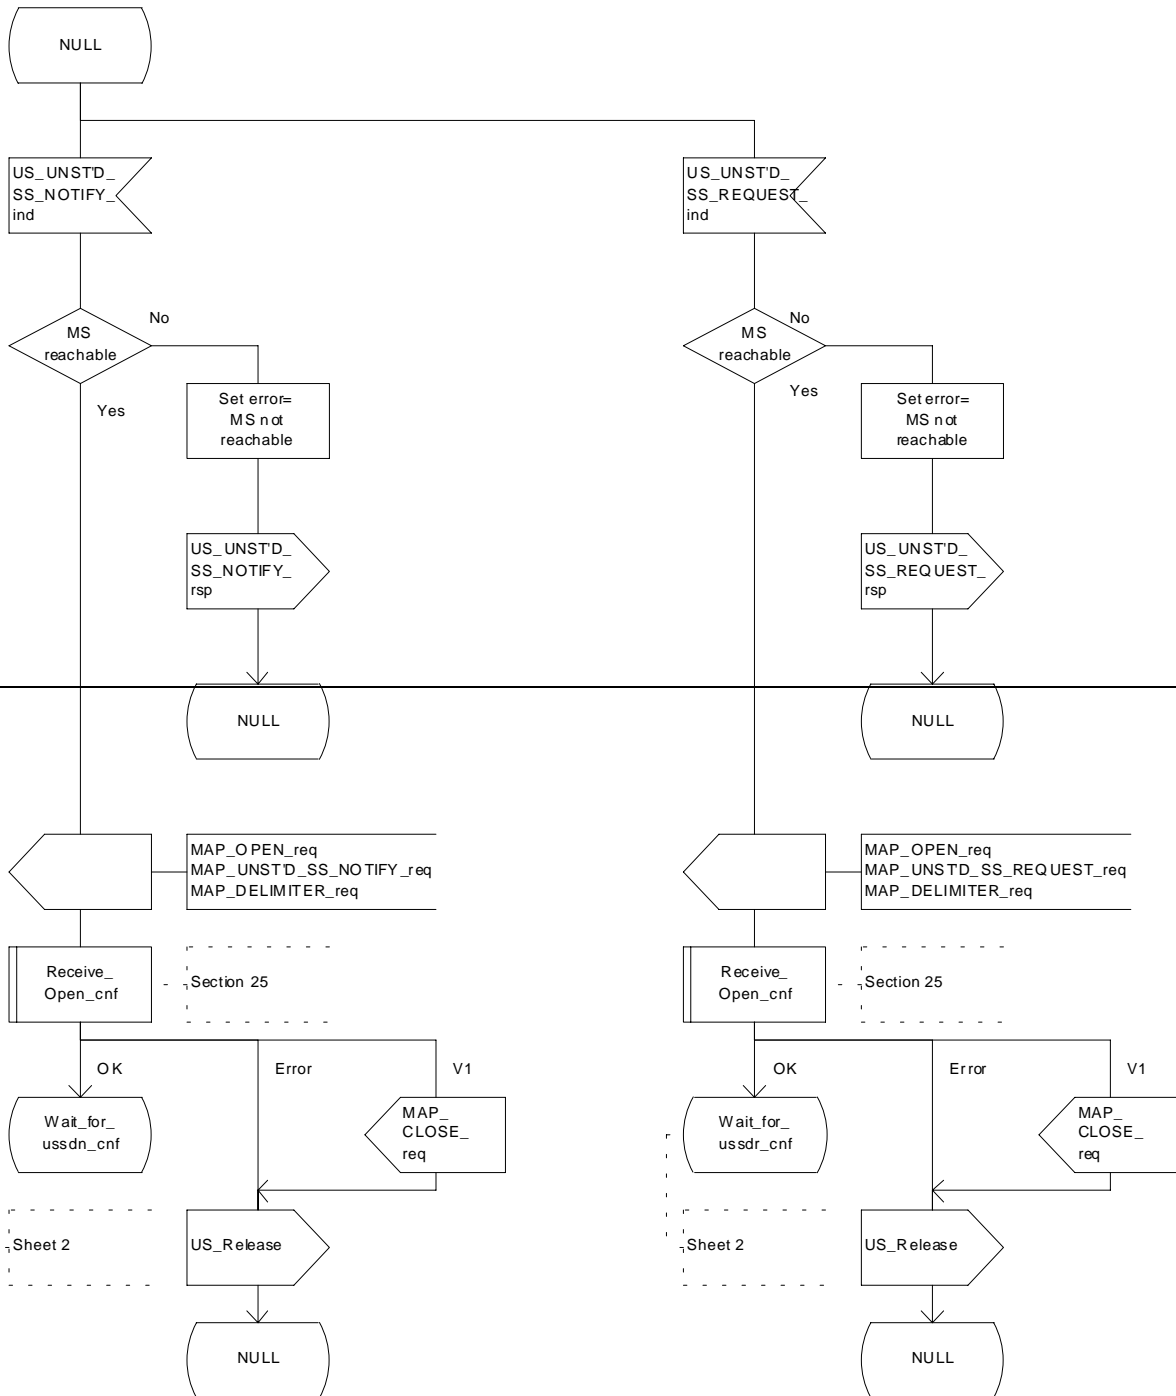 NULL
US_UNST'D_
SS_NOTIFY_
ind
US_UNST'D_
SS_REQUEST_
ind
MS
reachable
No
Yes
MS
reachable
No
Yes
Set error=
MS not
reachable
Set error=
MS not
reachable
US_UNST'D_
SS_NOTIFY_
rsp
US_UNST'D_
SS_REQUEST_
rsp
NULL
NULL
MAP_OPEN_req
MAP_UNST'D_SS_NOTIFY_req
MAP_DELIMITER_req
MAP_OPEN_req
MAP_UNST'D_SS_REQUEST_req
MAP_DELIMITER_req
Receive_
Open_cnf
Section 25
Receive_
Open_cnf
Section 25
OK
Error
V1
OK
Error
V1
Wait_for_
ussdn_cnf
MAP_
CLOSE_
req
Wait_for_
ussdr_cnf
MAP_
CLOSE_
req
Sheet 2
US_Release
Sheet 2
US_Release
NULL
NULL